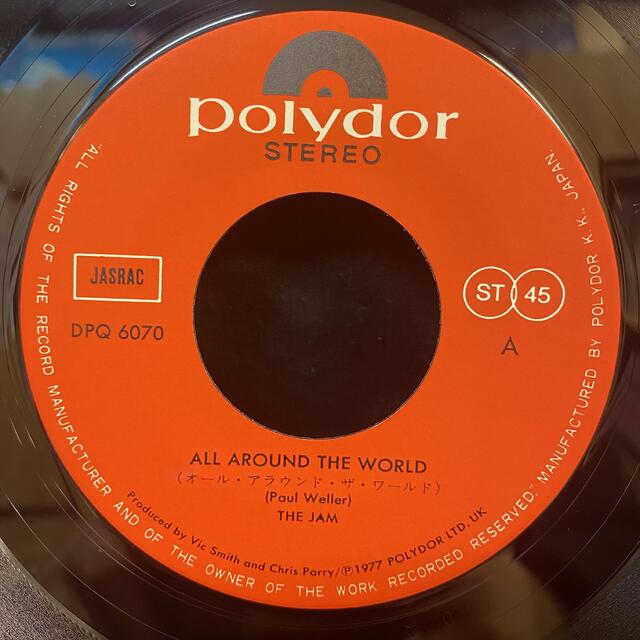 polydor
STEREO
JASRAC
DPQ 6070
ST 45
A
ALL AROUND THE WORLD
(オール・アラウンド・ザ・ワールド)
(Paul Weller)
THE JAM
Produced by Vic Smith and Chris Parry/Ⓟ1977 POLYDOR LTD. UK
"ALL RIGHTS OF THE RECORD MANUFACTURER AND OF THE OWNER OF THE WORK RECORDED RESERVED." MANUFACTURED BY POLYDOR K.K., JAPAN.